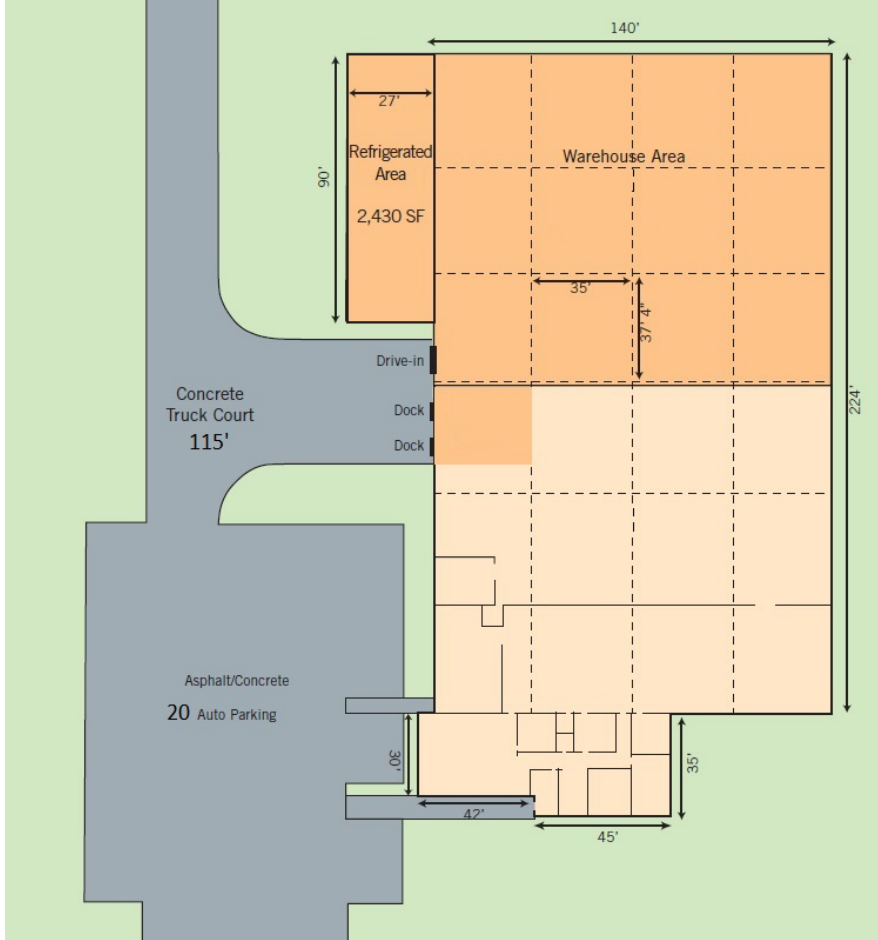 140'
27'
Refrigerated
Area
2,430 SF
90'
Warehouse Area
35'
37' 4"
224'
Drive-in
Dock
Dock
Concrete
Truck Court
115'
Asphalt/Concrete
20 Auto Parking
30'
42'
35'
45'